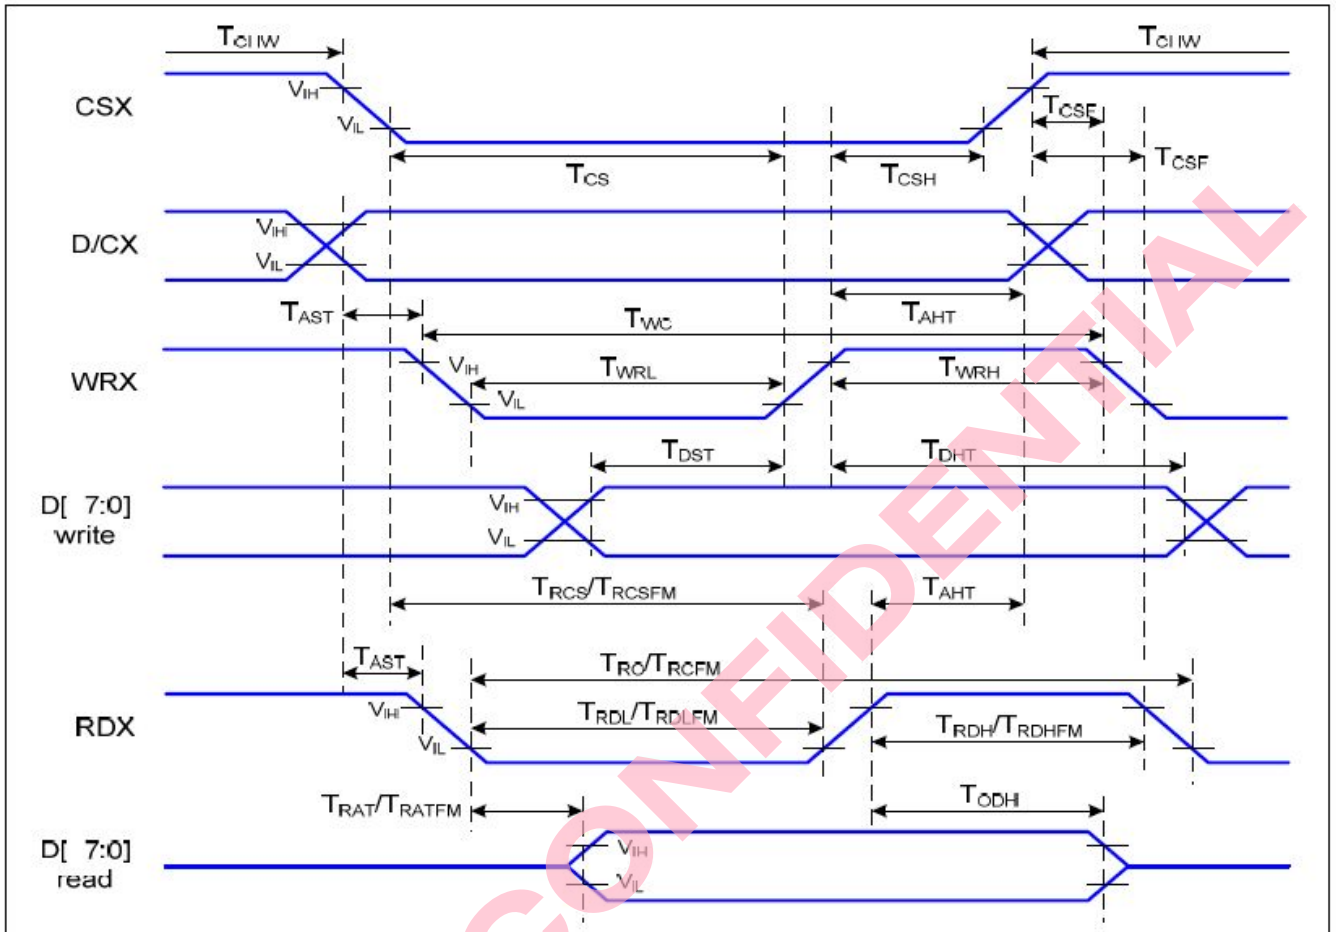 TCHW TCHW
VIH
CSX
TCSF
VIL
TCS TCSH TCSF
VIH
D/CX
VIL
TAST TWC TAHT
VIH TWRL TWRH
WRX
VIL
TDST TDHT
D[ 7:0]
write
VIH
VIL
TRCS/TRCSFM TAHT
TAST TRC/TRCFM
VIH TRDL/TRDLFM
RDX
TRDH/TRDHFM
VIL
TRAT/TRATFM TODH
D[ 7:0]
read
VIH
VIL
CONFIDENTIAL